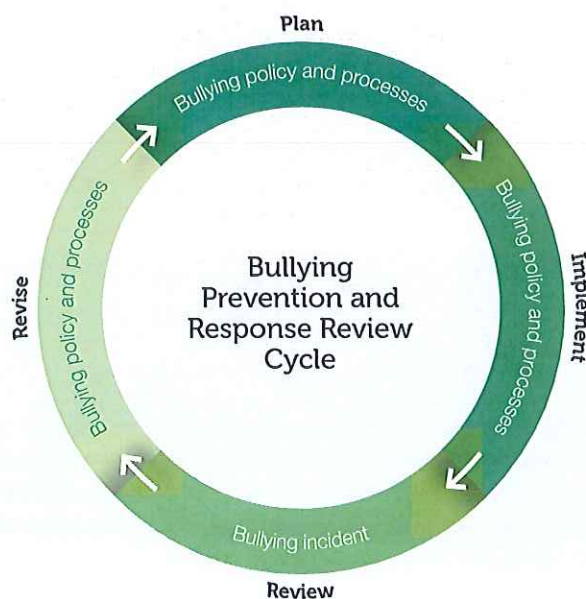 Plan
Bullying policy and processes
Implement
Bullying policy and processes
Bullying
Prevention and
Response Review
Cycle
Revise
Bullying policy and processes
Bullying incident
Review